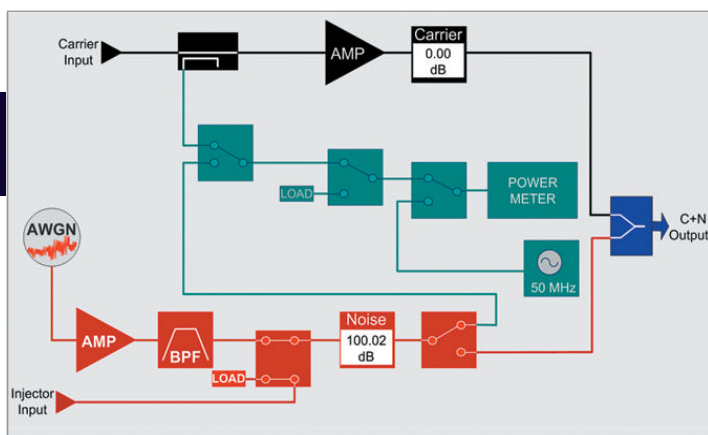 Carrier
Input
AMP
Carrier
0.00
dB
LOAD
POWER
METER
C+N
Output
AWGN
50 MHz
AMP
BPF
Noise
100.02
dB
LOAD
Injector
Input